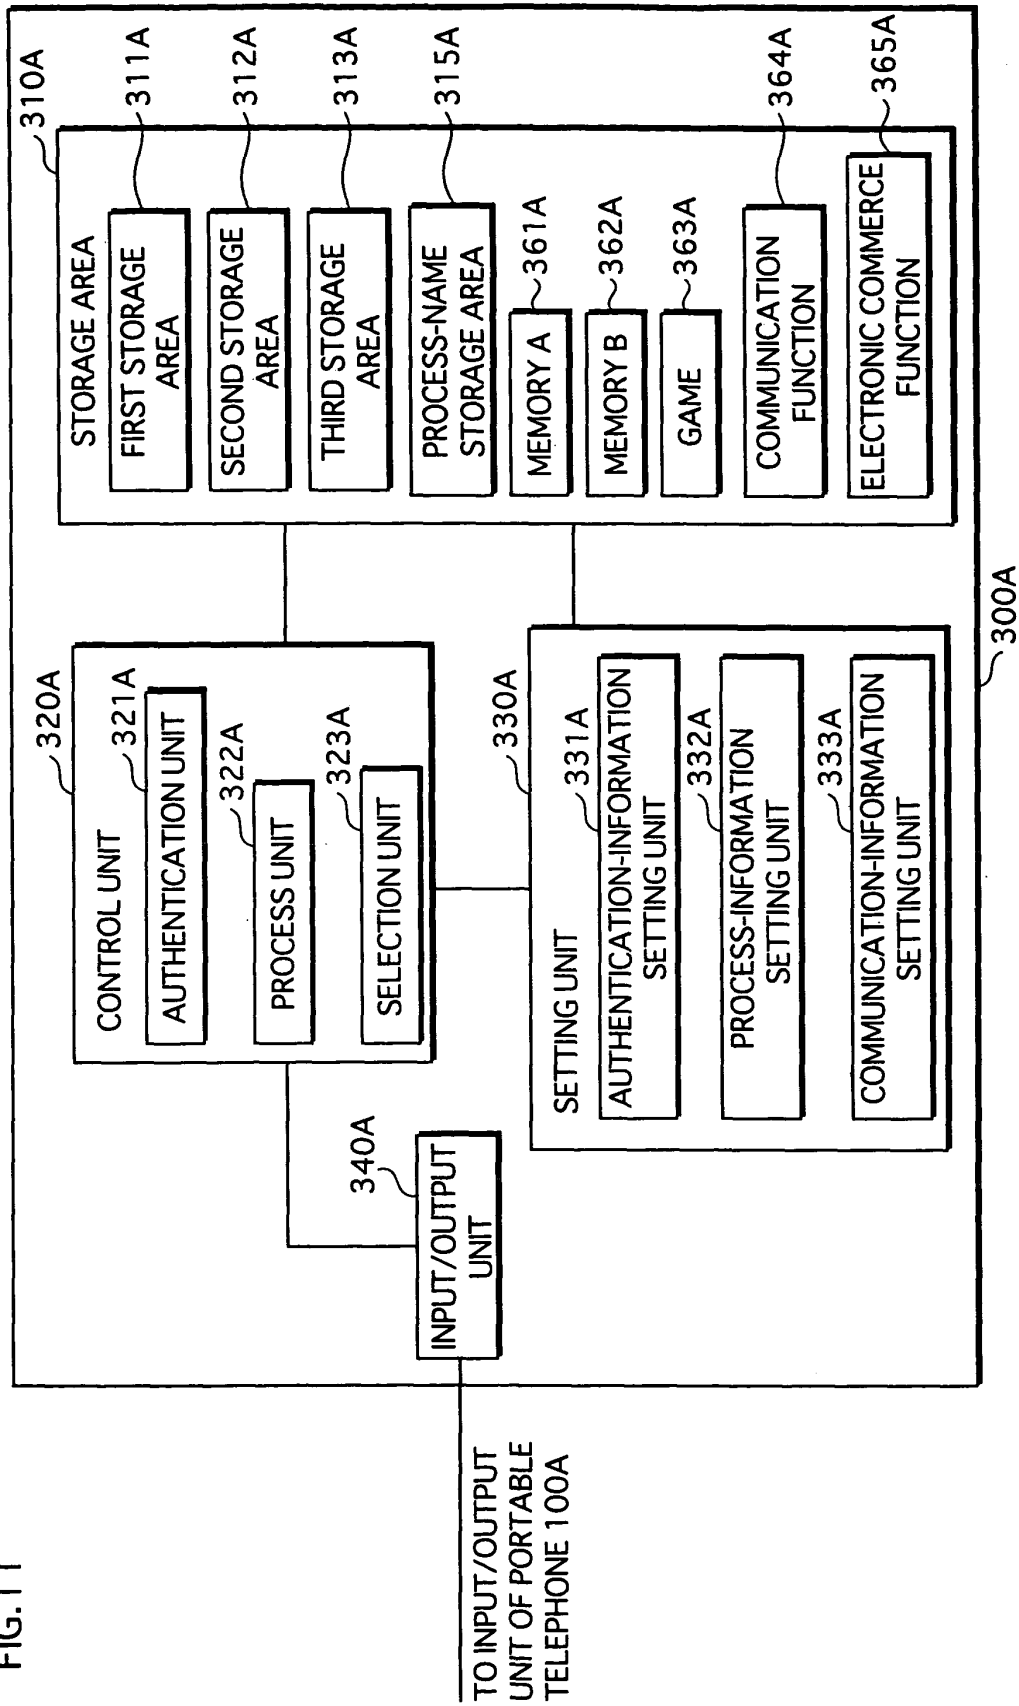 FIG. 11
300A
310A
STORAGE AREA
FIRST STORAGE
AREA
311A
SECOND STORAGE
AREA
312A
THIRD STORAGE
AREA
313A
PROCESS-NAME
STORAGE AREA
315A
MEMORY A
361A
MEMORY B
362A
GAME
363A
COMMUNICATION
FUNCTION
364A
ELECTRONIC COMMERCE
FUNCTION
365A
320A
CONTROL UNIT
321A
AUTHENTICATION UNIT
322A
PROCESS UNIT
323A
SELECTION UNIT
330A
SETTING UNIT
331A
AUTHENTICATION-INFORMATION
SETTING UNIT
332A
PROCESS-INFORMATION
SETTING UNIT
333A
COMMUNICATION-INFORMATION
SETTING UNIT
340A
INPUT/OUTPUT
UNIT
TO INPUT/OUTPUT
UNIT OF PORTABLE
TELEPHONE 100A